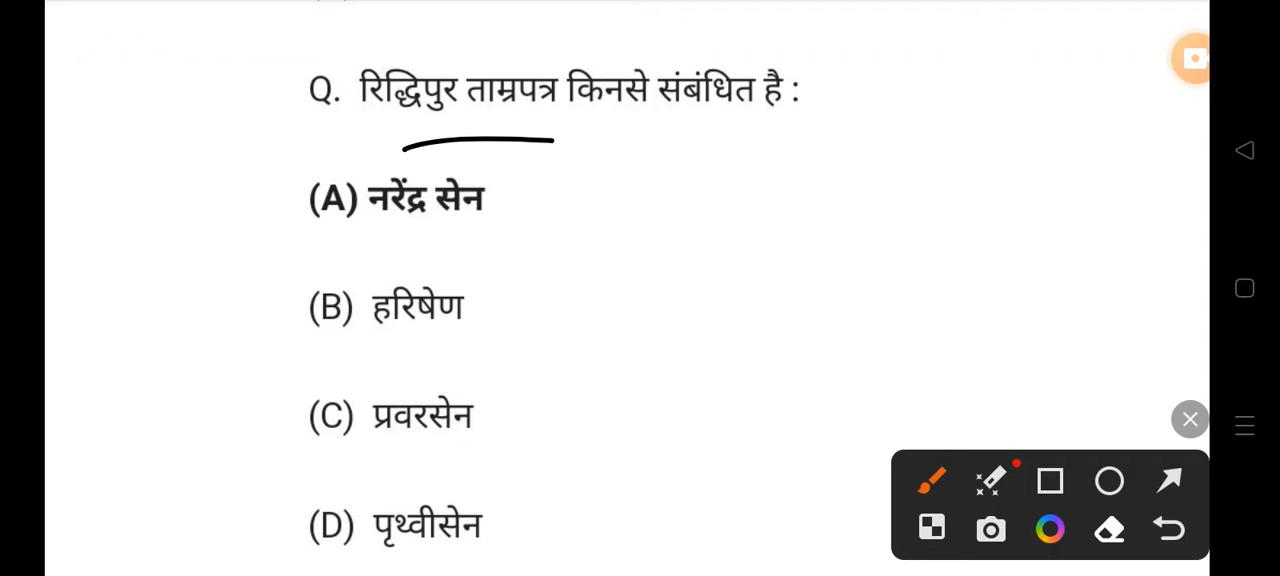 Q. रिद्धिपुर ताम्रपत्र किनसे संबंधित है :
(A) नरेंद्र सेन
(B) हरिषेण
(C) प्रवरसेन
(D) पृथ्वीसेन